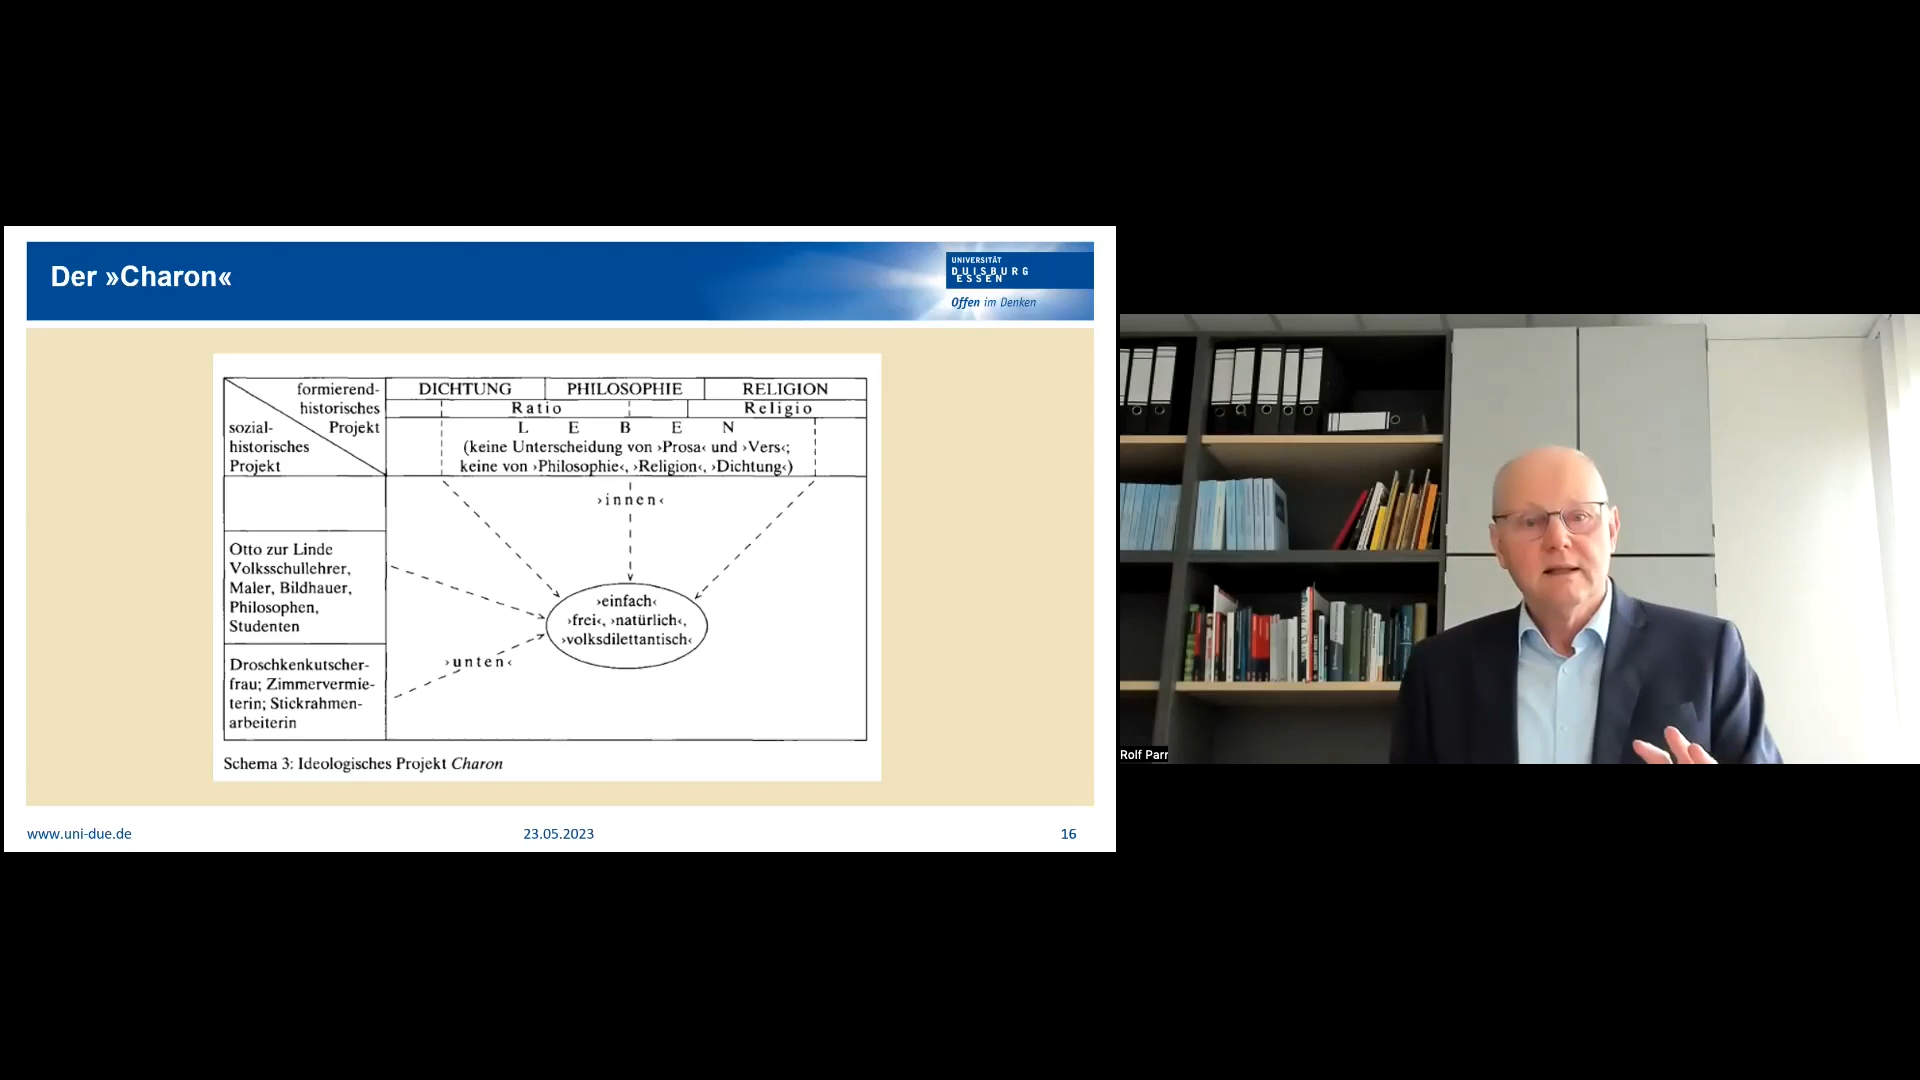 Der »Charon«
UNIVERSITÄT
DUISBURG
ESSEN
Offen im Denken
formierend-
historisches
Projekt
sozial-
historisches
Projekt
DICHTUNG
PHILOSOPHIE
RELIGION
Ratio
Religio
L E B E N
(keine Unterscheidung von ›Prosa‹ und ›Vers‹;
keine von ›Philosophie‹, ›Religion‹, ›Dichtung‹)
›innen‹
Otto zur Linde
Volksschullehrer,
Maler, Bildhauer,
Philosophen,
Studenten
›einfach‹
›frei‹, ›natürlich‹,
›volksdilettantisch‹
›unten‹
Droschkenkutscher-
frau; Zimmervermie-
terin; Stickrahmen-
arbeiterin
Schema 3: Ideologisches Projekt Charon
www.uni-due.de
23.05.2023
16
Rolf Parr